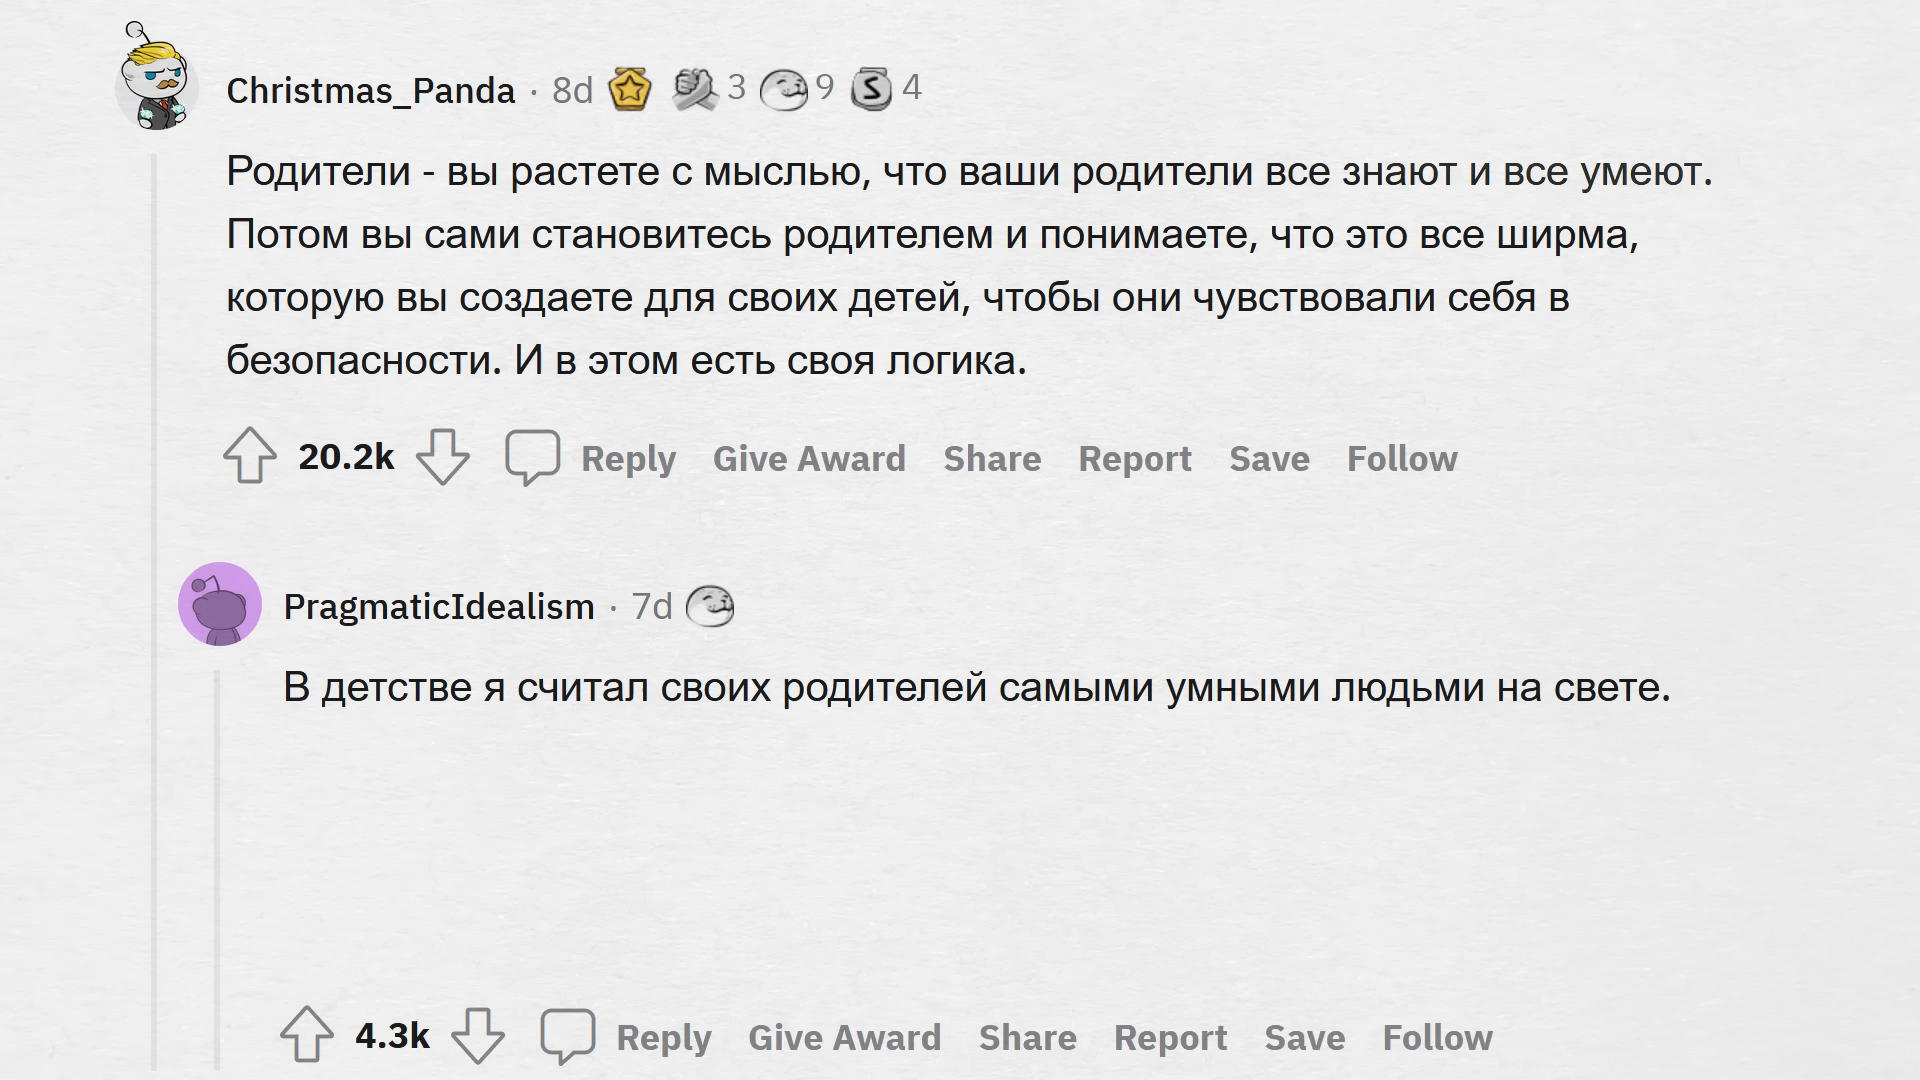 Christmas_Panda · 8d 3 9 S 4
Родители - вы растете с мыслью, что ваши родители все знают и все умеют.
Потом вы сами становитесь родителем и понимаете, что это все ширма,
которую вы создаете для своих детей, чтобы они чувствовали себя в
безопасности. И в этом есть своя логика.
20.2k Reply Give Award Share Report Save Follow
PragmaticIdealism · 7d
В детстве я считал своих родителей самыми умными людьми на свете.
4.3k Reply Give Award Share Report Save Follow